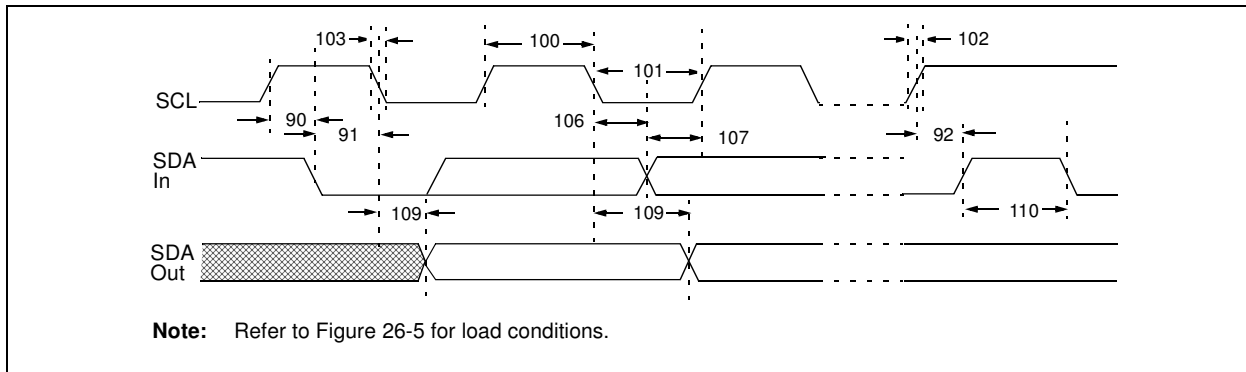 103
100
102
101
SCL
90
91
106
107
92
SDA
In
109
109
110
SDA
Out
Note: Refer to Figure 26-5 for load conditions.